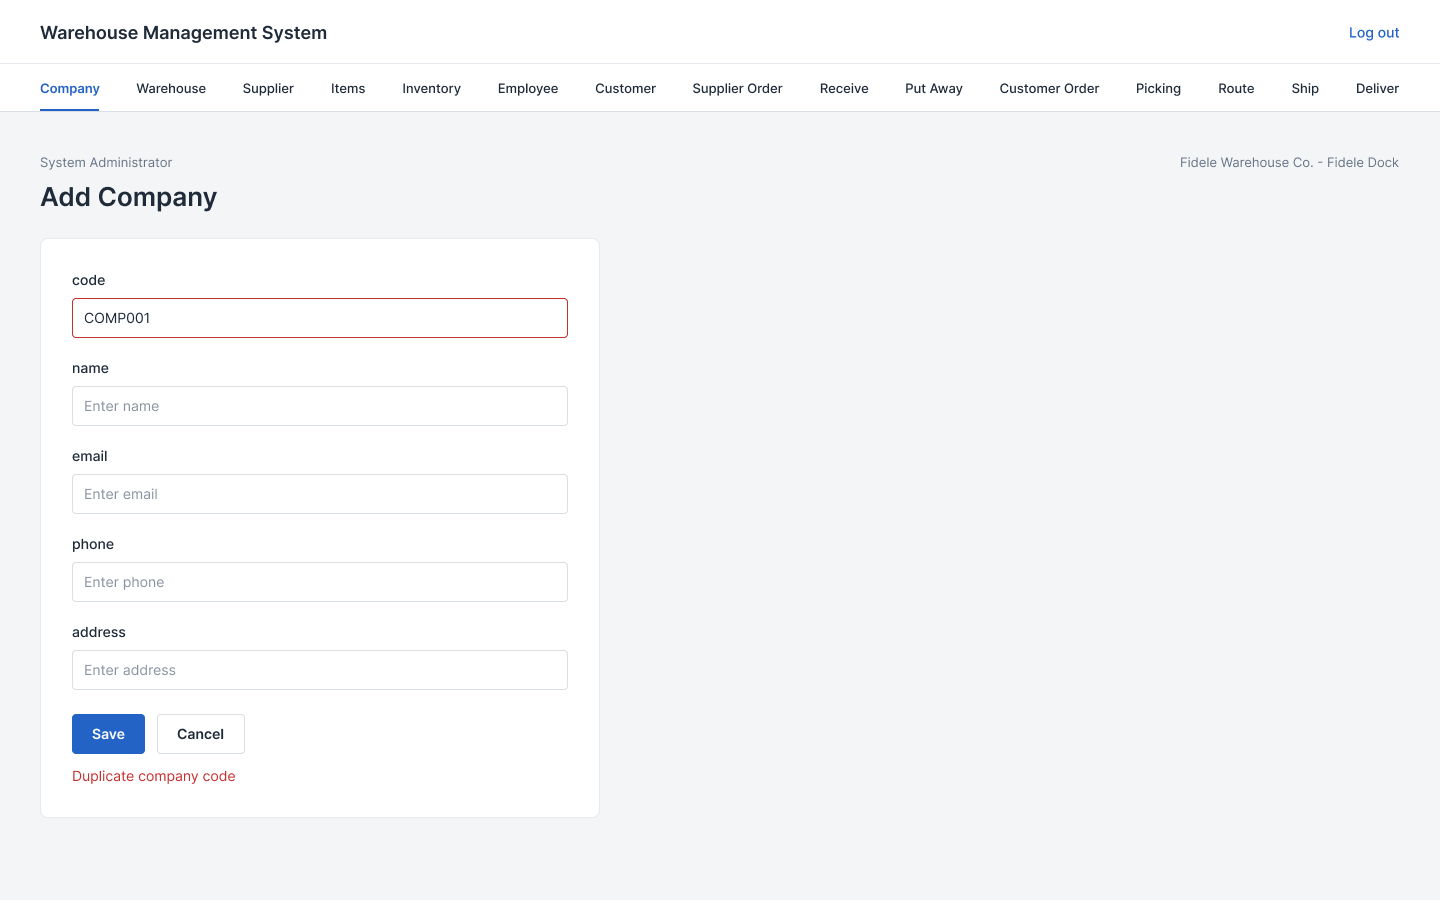 Warehouse Management System
Log out
Company Warehouse Supplier Items Inventory Employee Customer Supplier Order Receive Put Away Customer Order Picking Route Ship Deliver
System Administrator
Fidele Warehouse Co. - Fidele Dock
Add Company
code
COMP001
name
Enter name
email
Enter email
phone
Enter phone
address
Enter address
Save Cancel
Duplicate company code